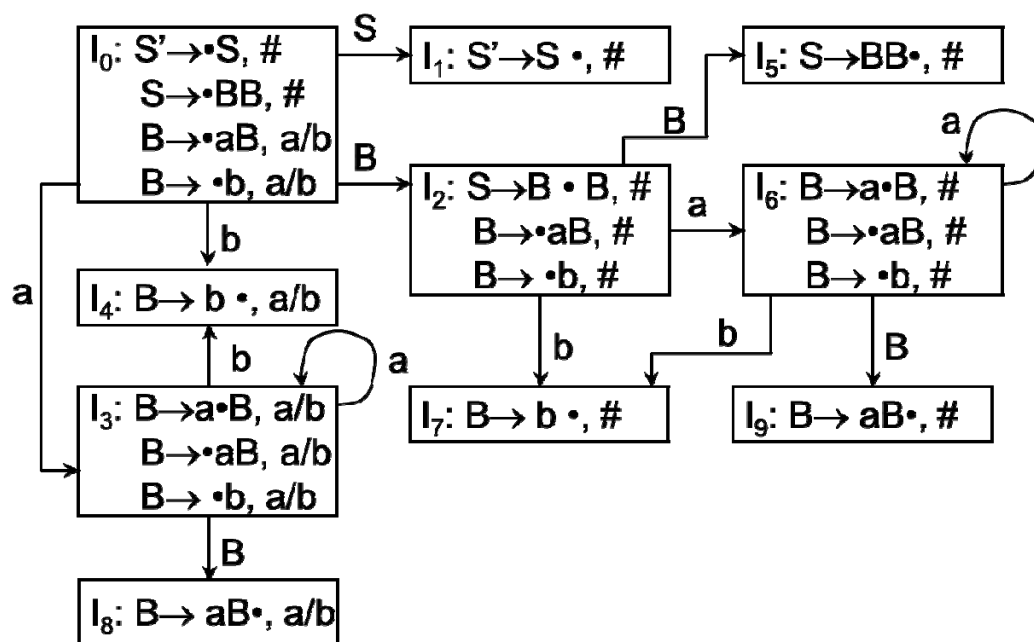 I₀: S'→•S, #
S→•BB, #
B→•aB, a/b
B→ •b, a/b
S
I₁: S'→S •, #
I₅: S→BB•, #
B
B
a
I₂: S→B • B, #
B→•aB, #
B→ •b, #
a
I₆: B→a•B, #
B→•aB, #
B→ •b, #
b
a
I₄: B→ b •, a/b
b
a
b
b
B
I₃: B→a•B, a/b
B→•aB, a/b
B→ •b, a/b
I₇: B→ b •, #
I₉: B→ aB•, #
B
I₈: B→ aB•, a/b